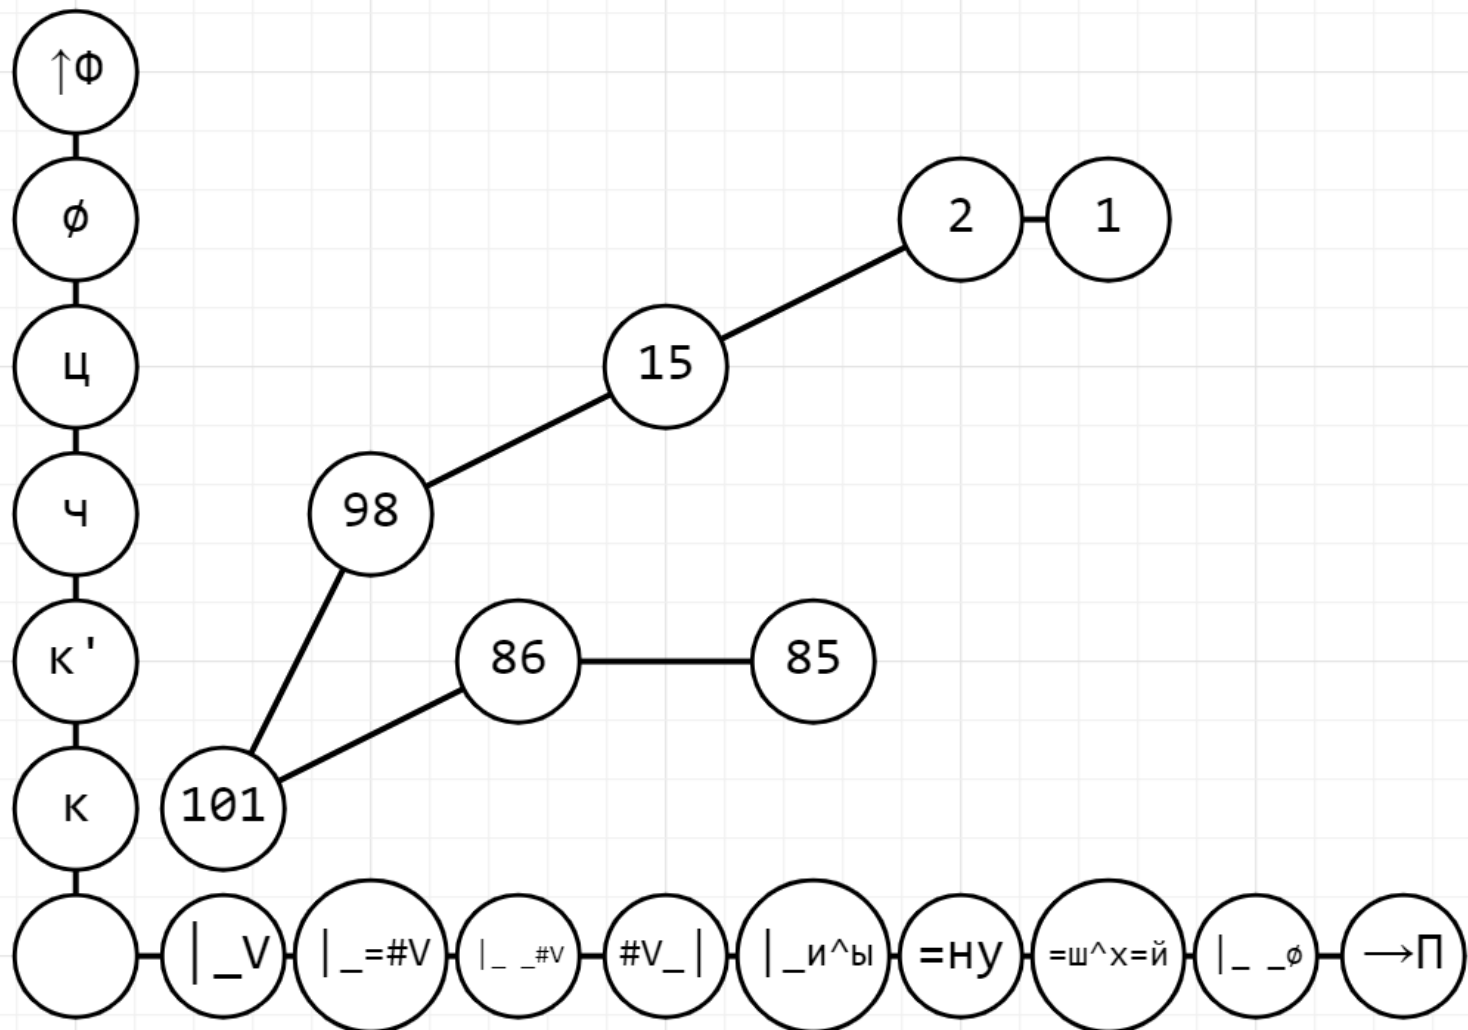 ↑Ф
ø 2 1
ц 15
ч 98
к' 86 85
к 101
|_V |_=#V |_ _#V #V_| |_и^ы =ну =ш^х=й |_ _ø →П